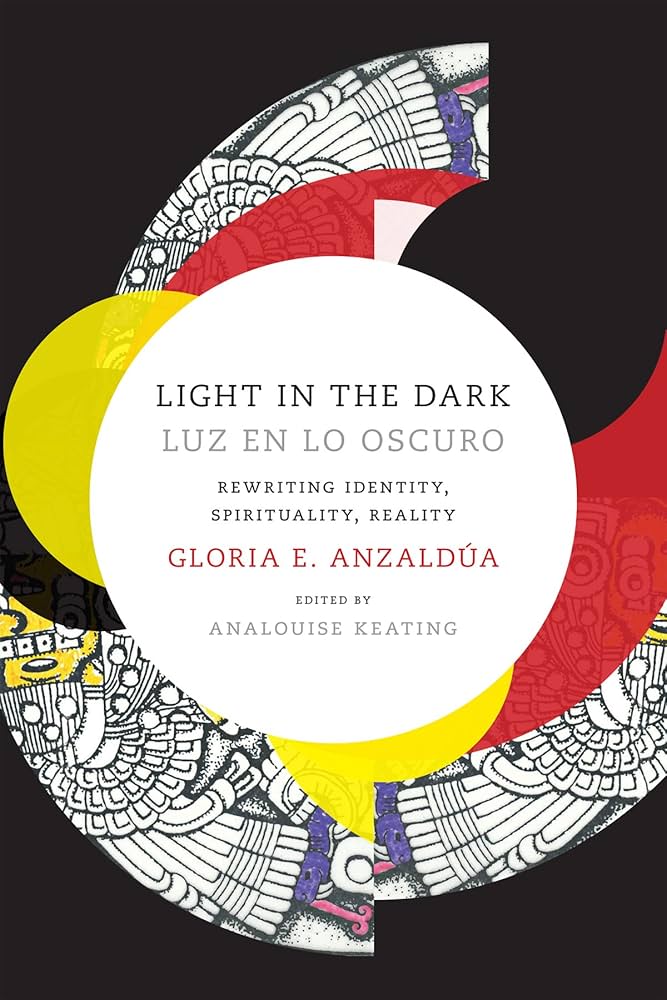 LIGHT IN THE DARK
LUZ EN LO OSCURO
REWRITING IDENTITY,
SPIRITUALITY, REALITY
GLORIA E. ANZALDÚA
EDITED BY
ANALOUISE KEATING